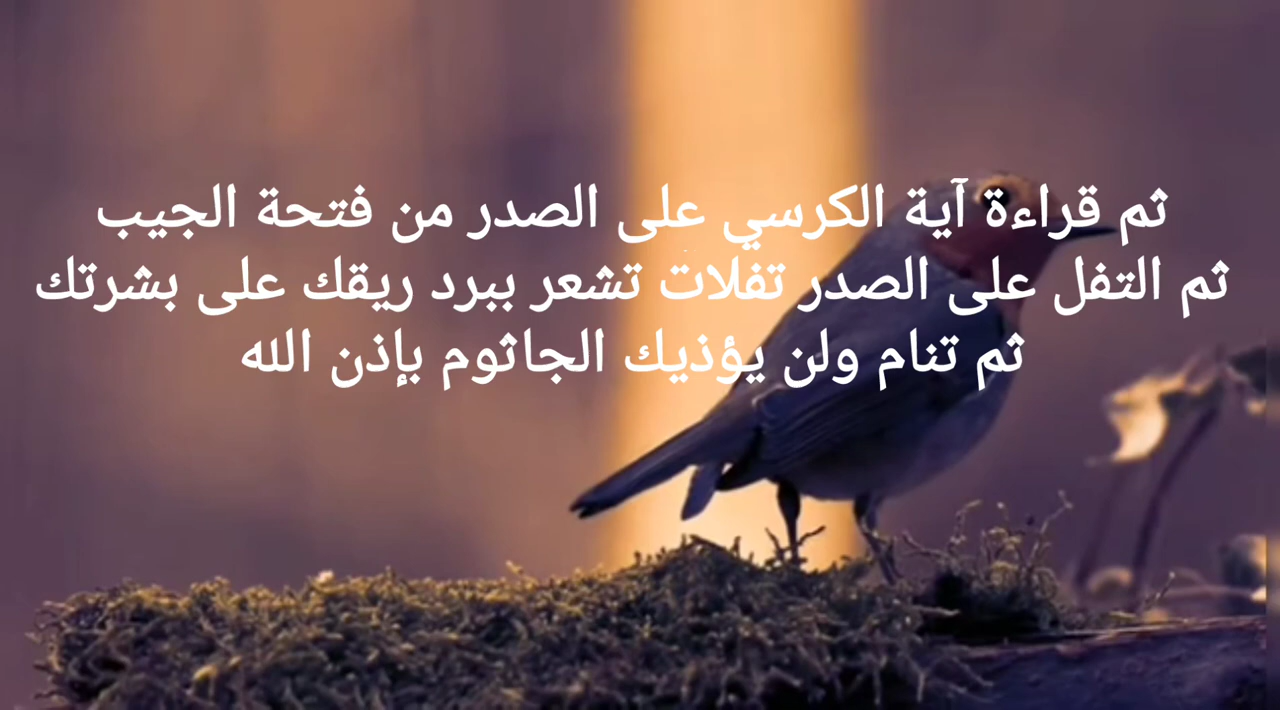 ثم قراءة آية الكرسي على الصدر من فتحة الجيب
ثم التفل على الصدر تفلات تشعر ببرد ريقك على بشرتك
ثم تنام ولن يؤذيك الجاثوم بإذن الله